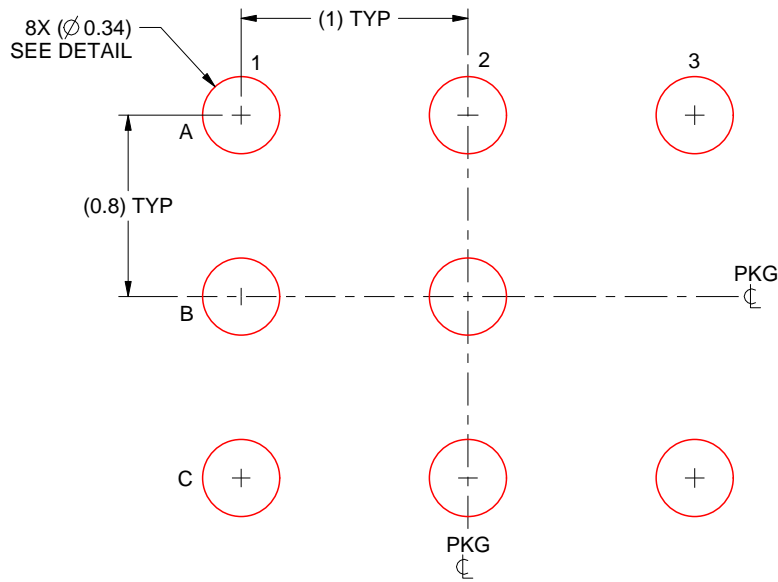 (1) TYP
8X (∅ 0.34)
SEE DETAIL
1
2
3
A
(0.8) TYP
PKG
℄
B
C
PKG
℄